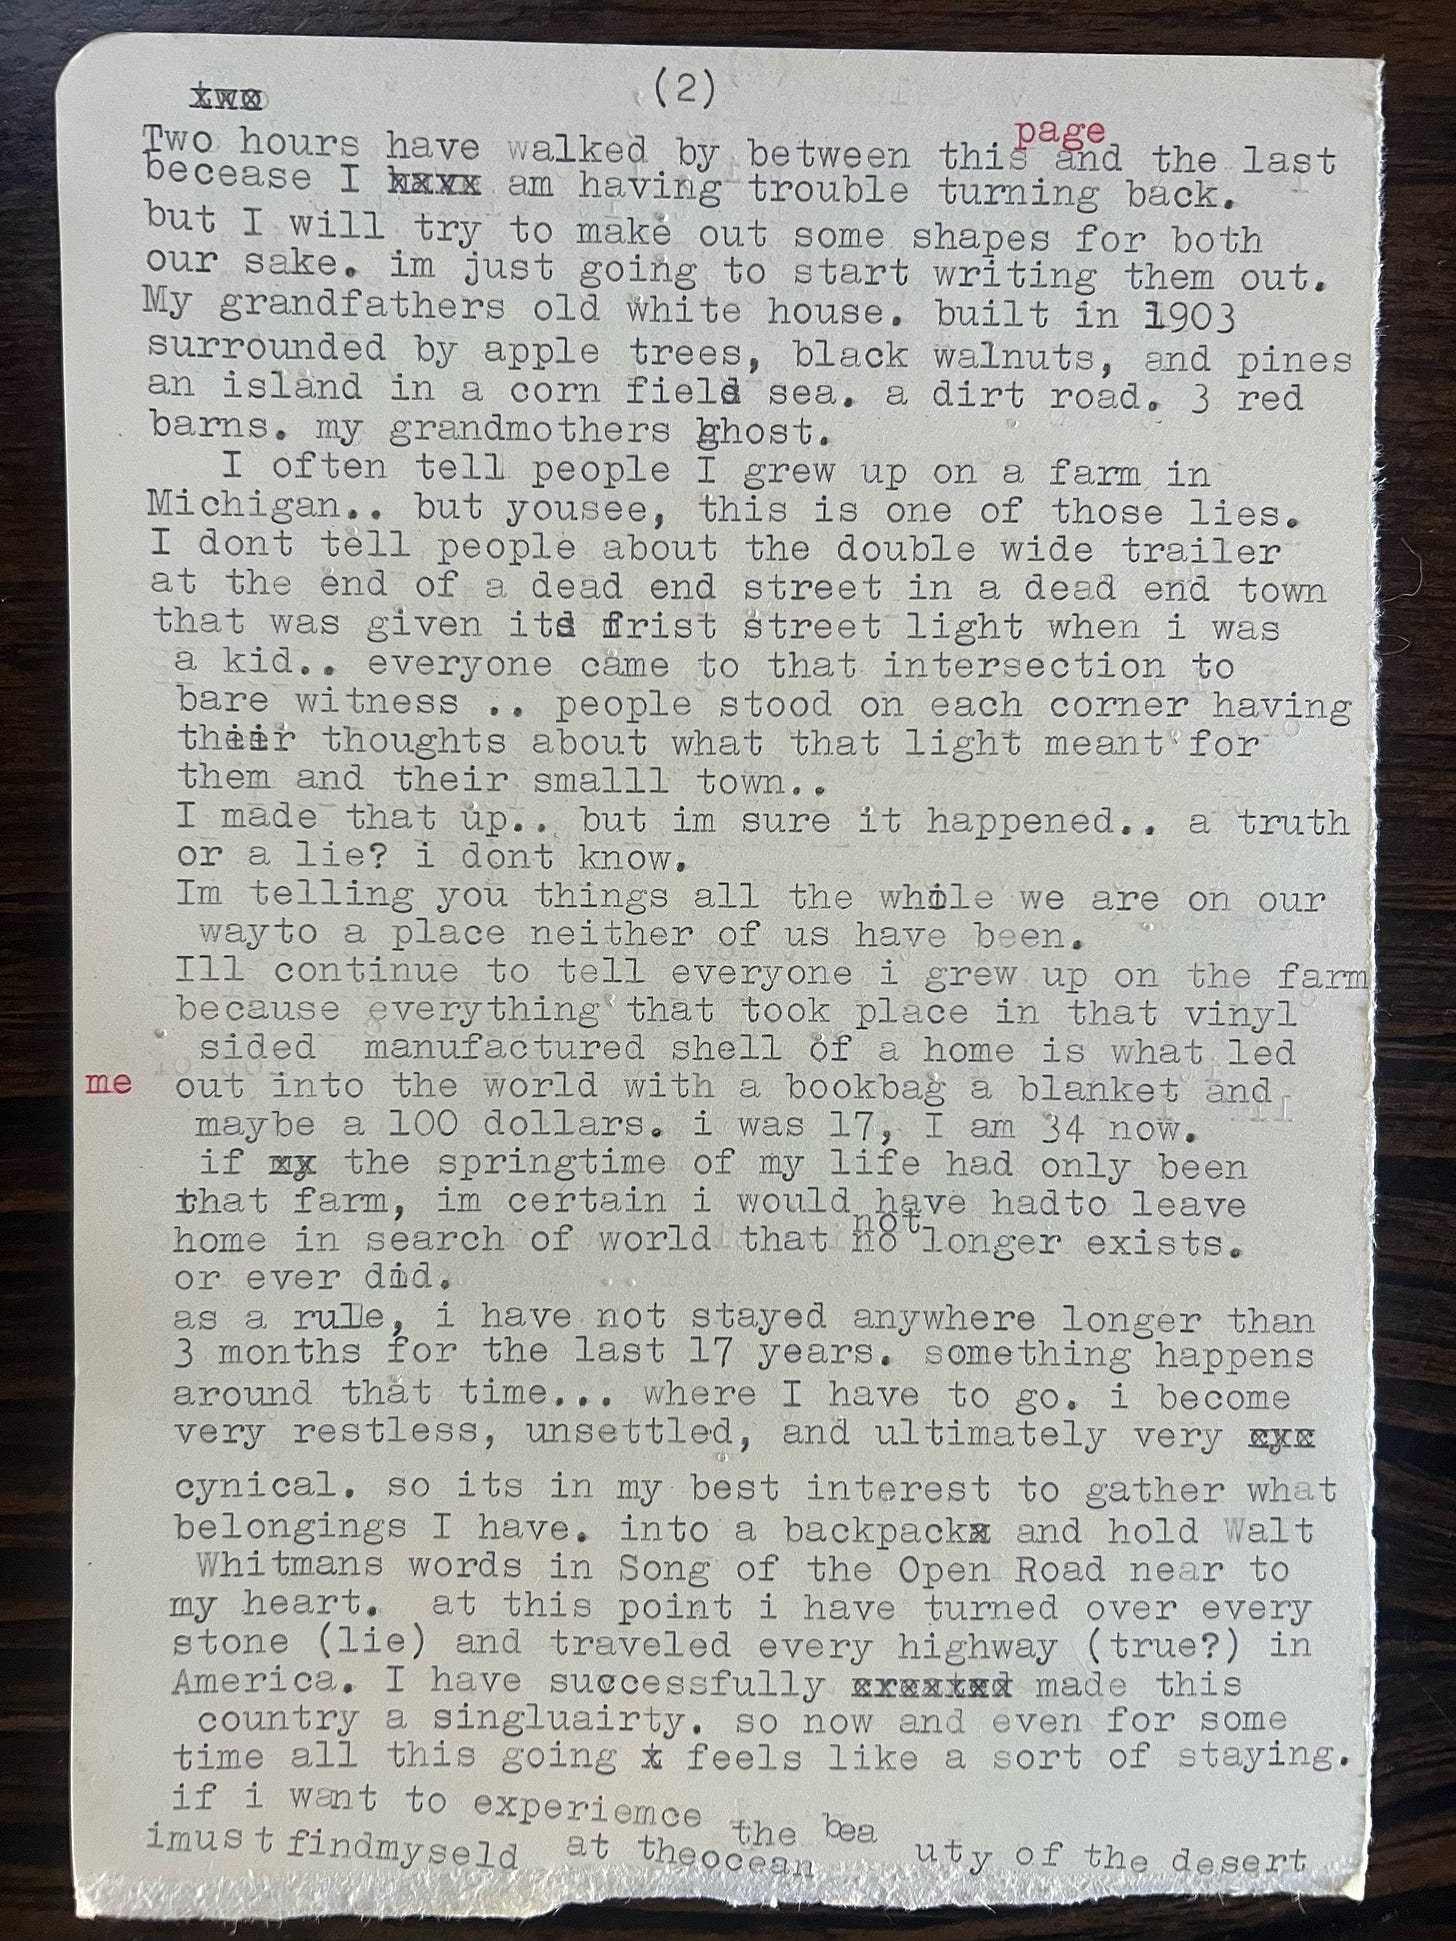 two
(2)
page
Two hours have walked by between this and the last
becease I xxxx am having trouble turning back.
but I will try to make out some shapes for both
our sake. im just going to start writing them out.
My grandfathers old white house. built in 1903
surrounded by apple trees, black walnuts, and pines
an island in a corn field sea. a dirt road. 3 red
barns. my grandmothers ghost.
I often tell people I grew up on a farm in
Michigan.. but yousee, this is one of those lies.
I dont tell people about the double wide trailer
at the end of a dead end street in a dead end town
that was given its frist street light when i was
a kid.. everyone came to that intersection to
bare witness .. people stood on each corner having
their thoughts about what that light meant for
them and their smalll town..
I made that up.. but im sure it happened.. a truth
or a lie? i dont know.
Im telling you things all the while we are on our
wayto a place neither of us have been.
Ill continue to tell everyone i grew up on the farm
because everything that took place in that vinyl
sided manufactured shell of a home is what led
me out into the world with a bookbag a blanket and
maybe a 100 dollars. i was 17, I am 34 now.
if xy the springtime of my life had only been
that farm, im certain i would have hadto leave
not
home in search of world that no longer exists.
or ever did.
as a rule, i have not stayed anywhere longer than
3 months for the last 17 years. something happens
around that time... where I have to go. i become
very restless, unsettled, and ultimately very cyc
cynical. so its in my best interest to gather what
belongings I have. into a backpack and hold Walt
Whitmans words in Song of the Open Road near to
my heart. at this point i have turned over every
stone (lie) and traveled every highway (true?) in
America. I have successfully created made this
country a singluairty. so now and even for some
time all this going feels like a sort of staying.
if i want to experiemce the bea uty of the desert
imust findmyseld at theocean